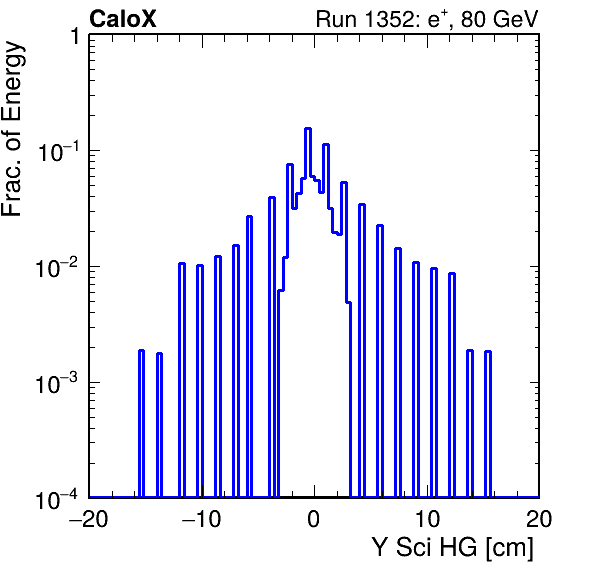 CaloX Run 1352: e⁺, 80 GeV
Frac. of Energy
1
10⁻¹
10⁻²
10⁻³
10⁻⁴
−20 −10 0 10 20
Y Sci HG [cm]